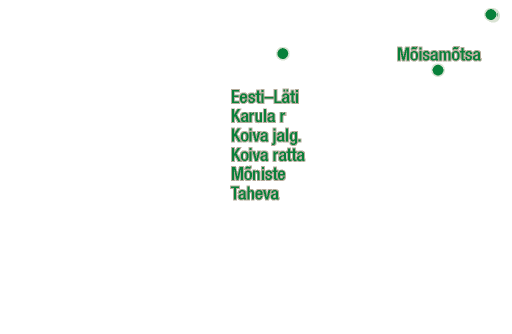 Mõisamõtsa
Eesti–Läti
Karula r
Koiva jalg.
Koiva ratta
Mõniste
Taheva